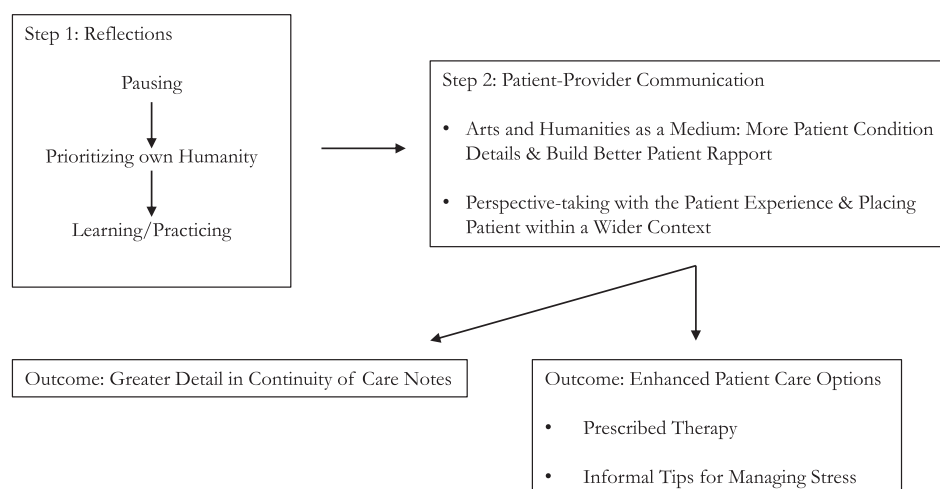 Step 1: Reflections
Pausing
Prioritizing own Humanity
Learning/Practicing
Step 2: Patient-Provider Communication
• Arts and Humanities as a Medium: More Patient Condition
Details & Build Better Patient Rapport
• Perspective-taking with the Patient Experience & Placing
Patient within a Wider Context
Outcome: Greater Detail in Continuity of Care Notes
Outcome: Enhanced Patient Care Options
• Prescribed Therapy
• Informal Tips for Managing Stress